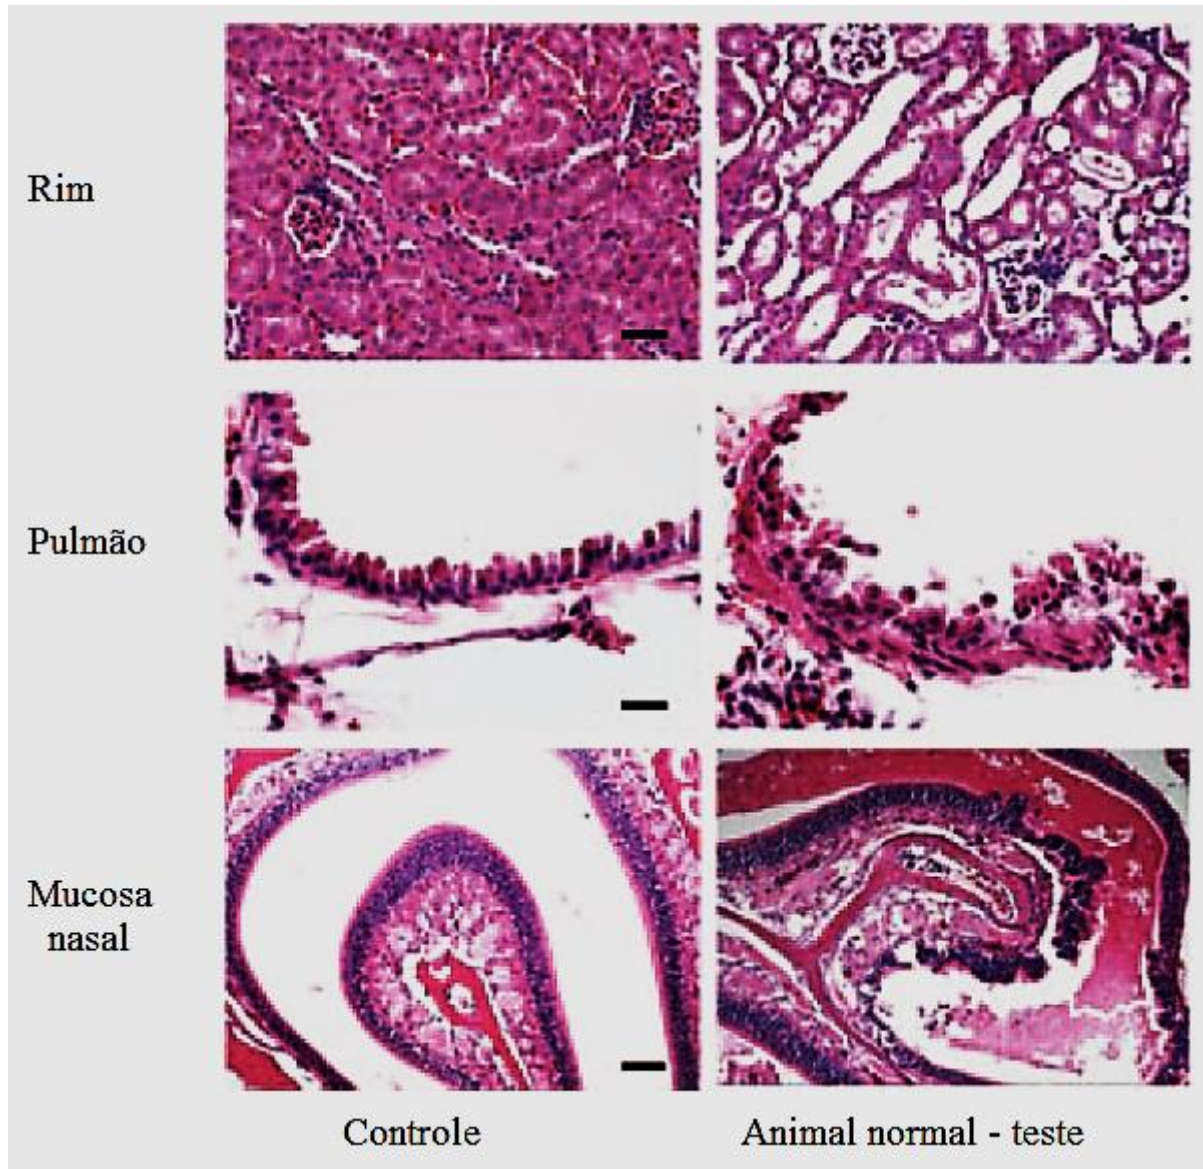 Rim
Pulmão
Mucosa
nasal
Controle
Animal normal - teste